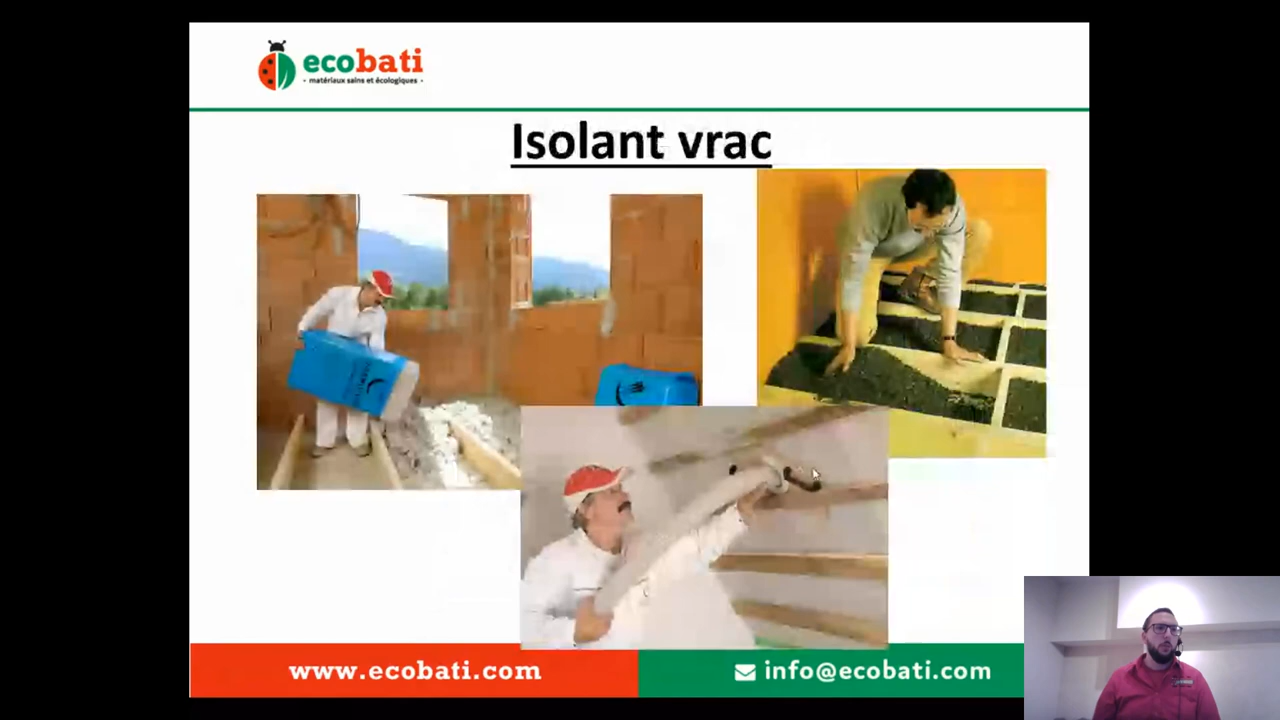 ecobati
• matériaux sains et écologiques •
Isolant vrac
www.ecobati.com
info@ecobati.com